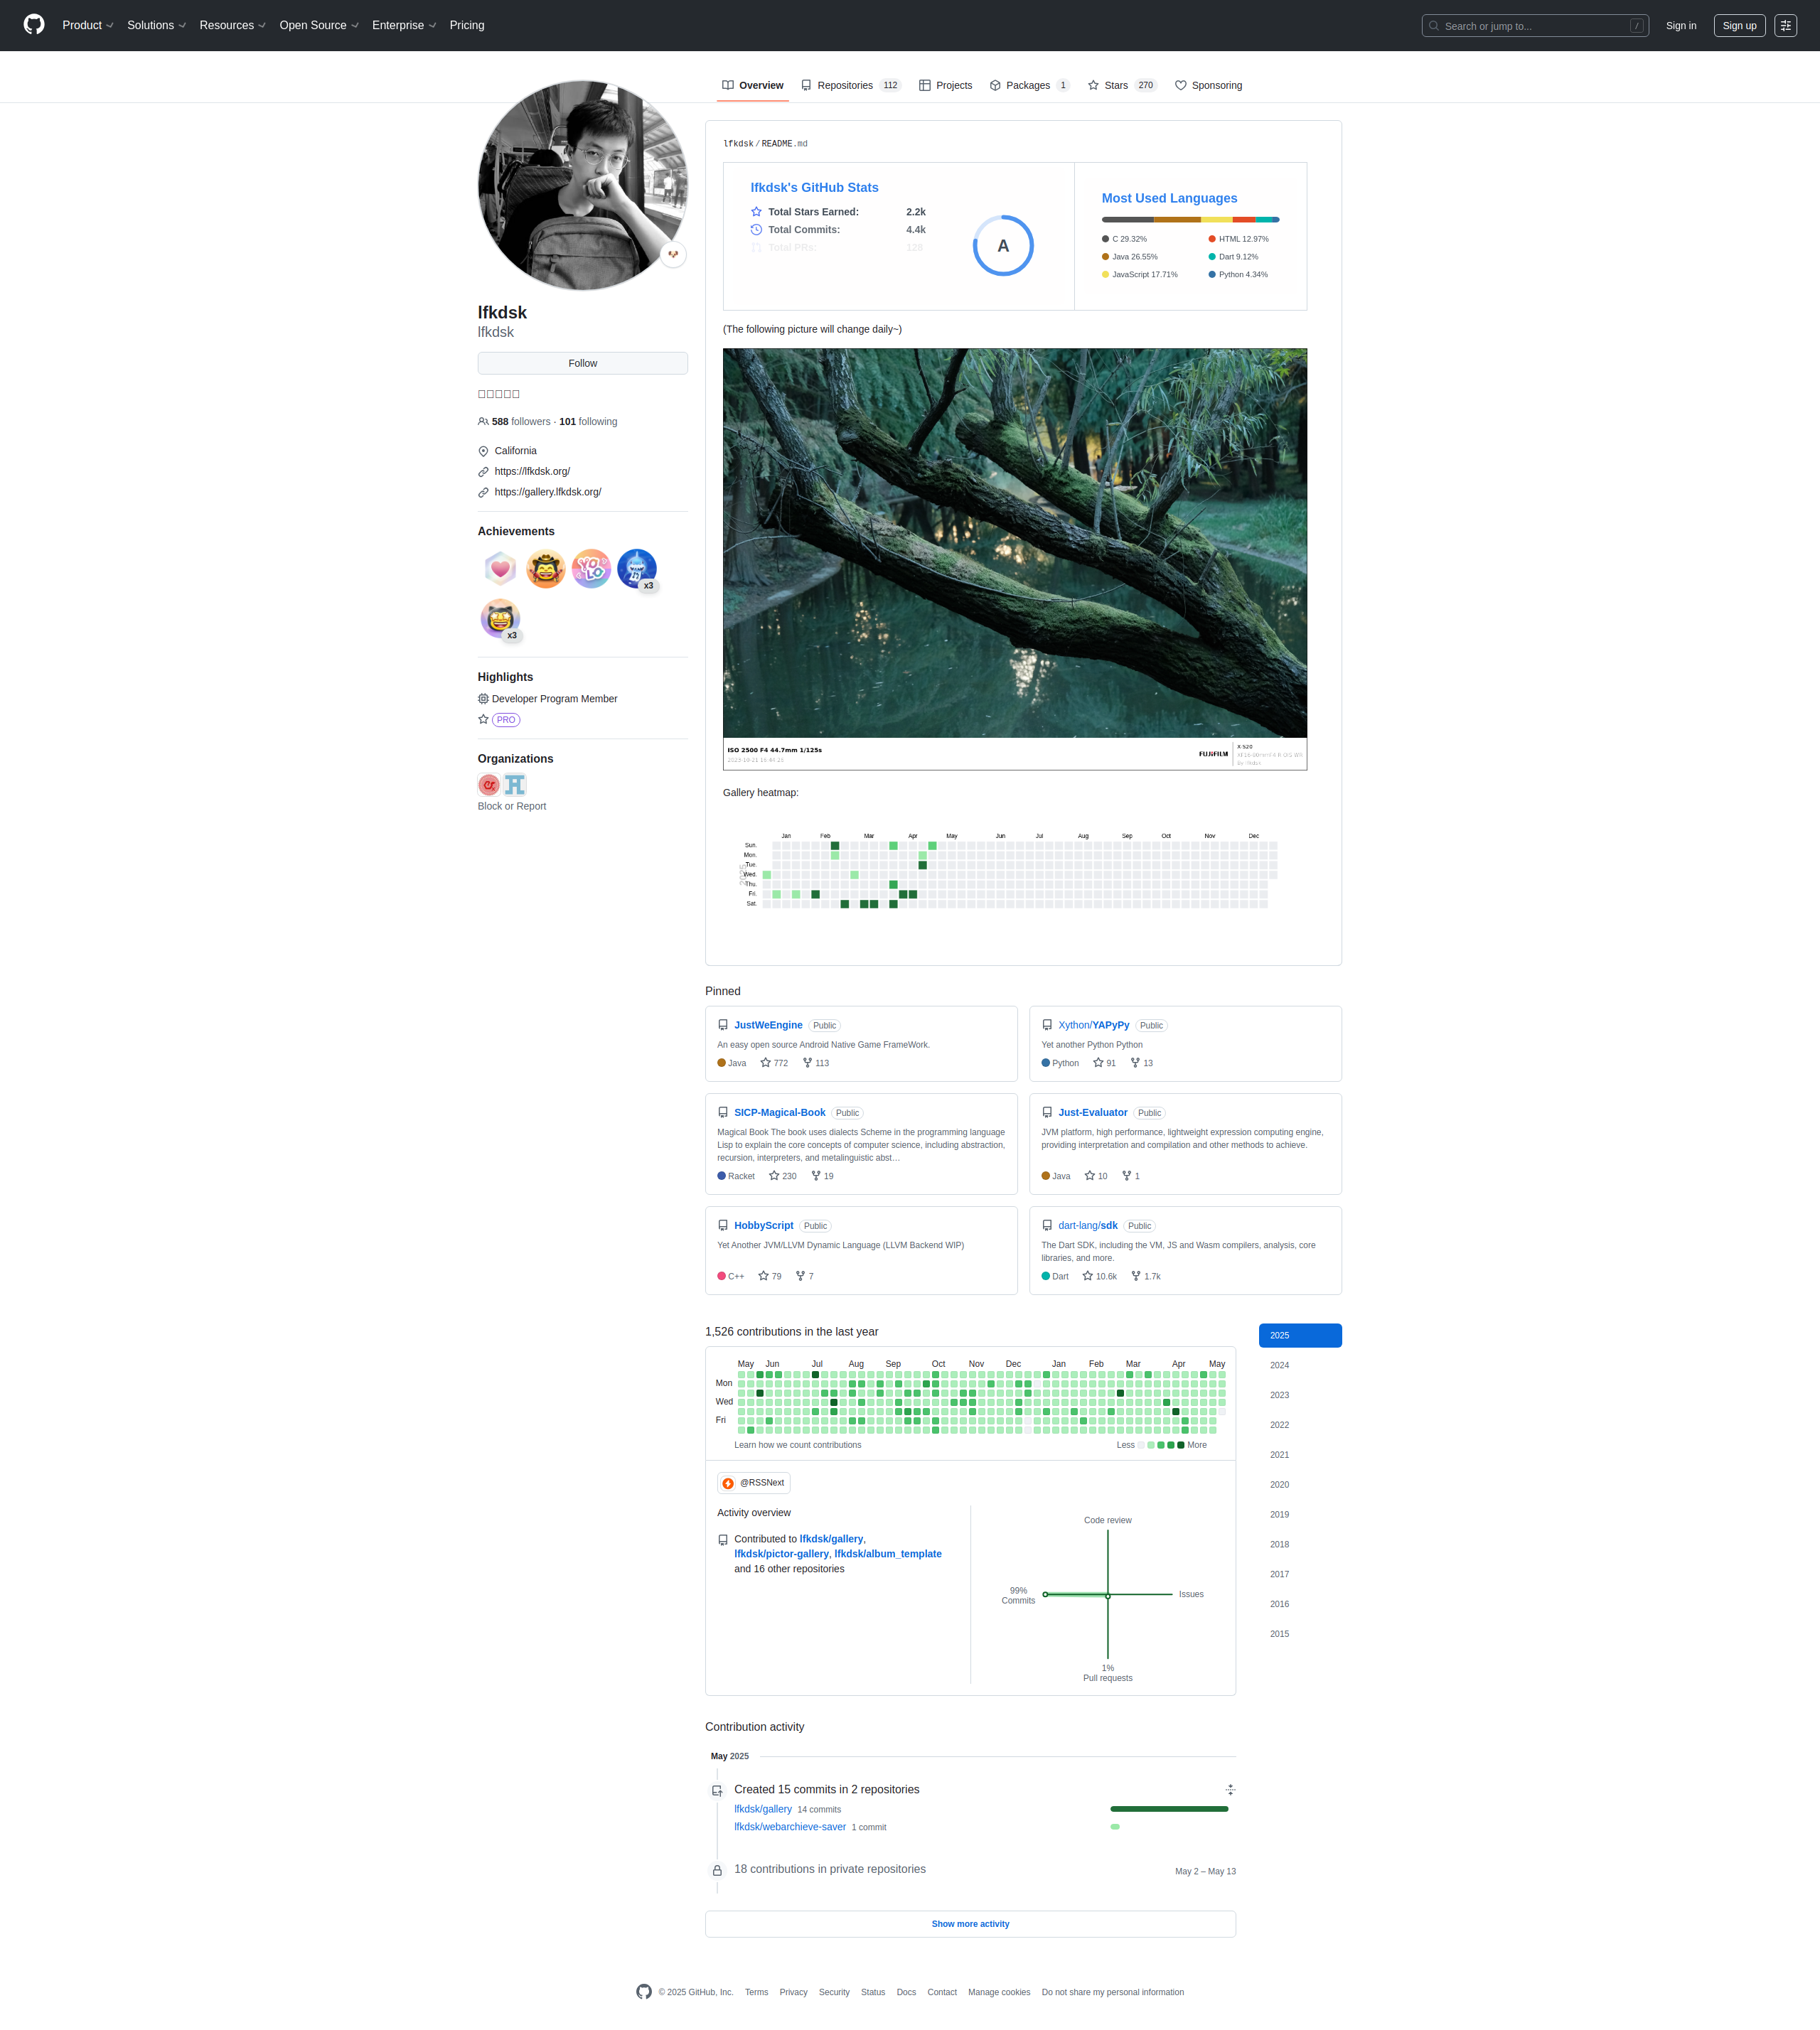 Product
Solutions
Resources
Open Source
Enterprise
Pricing
Search or jump to...
/
Sign in
Sign up
Overview
Repositories 112
Projects
Packages 1
Stars 270
Sponsoring
lfkdsk
lfkdsk
Follow
588 followers · 101 following
California
https://lfkdsk.org/
https://gallery.lfkdsk.org/
Achievements
YOLO
x3
x3
Highlights
Developer Program Member
PRO
Organizations
Block or Report
lfkdsk / README.md
lfkdsk's GitHub Stats
Total Stars Earned: 2.2k
Total Commits: 4.4k
Total PRs: 128
A
Most Used Languages
C 29.32%
HTML 12.97%
Java 26.55%
Dart 9.12%
JavaScript 17.71%
Python 4.34%
(The following picture will change daily~)
ISO 2500 F4 44.7mm 1/125s
FUJIFILM
X-S20
Gallery heatmap:
Jan Feb Mar Apr May Jun Jul Aug Sep Oct Nov Dec
Sun.
Mon.
Tue.
Wed.
Thu.
Fri.
Sat.
2025
Pinned
JustWeEngine Public
An easy open source Android Native Game FrameWork.
Java 772 113
Xython/YAPyPy Public
Yet another Python Python
Python 91 13
SICP-Magical-Book Public
Magical Book The book uses dialects Scheme in the programming language
Lisp to explain the core concepts of computer science, including abstraction,
recursion, interpreters, and metalinguistic abst…
Racket 230 19
Just-Evaluator Public
JVM platform, high performance, lightweight expression computing engine,
providing interpretation and compilation and other methods to achieve.
Java 10 1
HobbyScript Public
Yet Another JVM/LLVM Dynamic Language (LLVM Backend WIP)
C++ 79 7
dart-lang/sdk Public
The Dart SDK, including the VM, JS and Wasm compilers, analysis, core
libraries, and more.
Dart 10.6k 1.7k
1,526 contributions in the last year
May Jun Jul Aug Sep Oct Nov Dec Jan Feb Mar Apr May
Mon
Wed
Fri
Learn how we count contributions
Less More
@RSSNext
Activity overview
Contributed to lfkdsk/gallery,
lfkdsk/pictor-gallery, lfkdsk/album_template
and 16 other repositories
Code review
99%
Commits
Issues
1%
Pull requests
2025
2024
2023
2022
2021
2020
2019
2018
2017
2016
2015
Contribution activity
May 2025
Created 15 commits in 2 repositories
lfkdsk/gallery 14 commits
lfkdsk/webarchieve-saver 1 commit
18 contributions in private repositories
May 2 – May 13
Show more activity
© 2025 GitHub, Inc.
Terms
Privacy
Security
Status
Docs
Contact
Manage cookies
Do not share my personal information